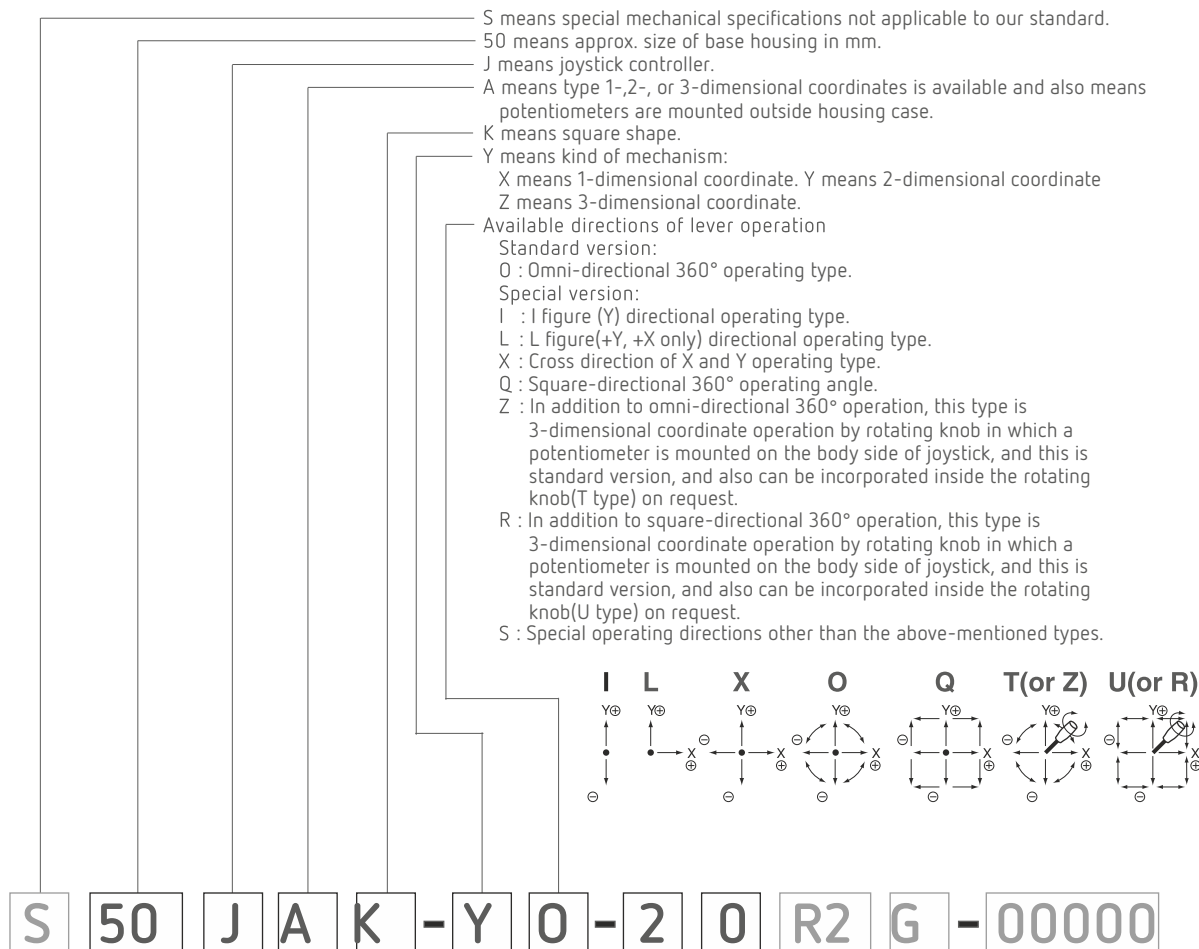 S means special mechanical specifications not applicable to our standard.
50 means approx. size of base housing in mm.
J means joystick controller.
A means type 1-,2-, or 3-dimensional coordinates is available and also means
potentiometers are mounted outside housing case.
K means square shape.
Y means kind of mechanism:
X means 1-dimensional coordinate. Y means 2-dimensional coordinate
Z means 3-dimensional coordinate.
Available directions of lever operation
Standard version:
O : Omni-directional 360° operating type.
Special version:
I : I figure (Y) directional operating type.
L : L figure(+Y, +X only) directional operating type.
X : Cross direction of X and Y operating type.
Q : Square-directional 360° operating angle.
Z : In addition to omni-directional 360° operation, this type is
3-dimensional coordinate operation by rotating knob in which a
potentiometer is mounted on the body side of joystick, and this is
standard version, and also can be incorporated inside the rotating
knob(T type) on request.
R : In addition to square-directional 360° operation, this type is
3-dimensional coordinate operation by rotating knob in which a
potentiometer is mounted on the body side of joystick, and this is
standard version, and also can be incorporated inside the rotating
knob(U type) on request.
S : Special operating directions other than the above-mentioned types.
I L X O Q T(or Z) U(or R)
Y⊕ Y⊕ Y⊕ Y⊕ Y⊕ Y⊕ Y⊕
⊖ ⊖ ⊖ ⊖ ⊖
X X X X X X
⊕ ⊕ ⊕ ⊕ ⊕ ⊕
⊖ ⊖ ⊖ ⊖ ⊖ ⊖
S 50 J A K - Y O - 2 0 R2 G - 00000